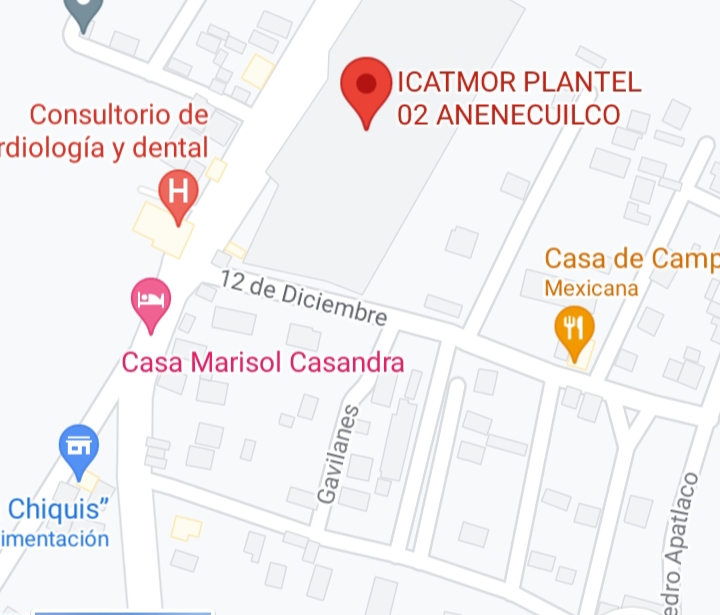 ICATMOR PLANTEL
02 ANENECUILCO
Consultorio de
rdiología y dental
H
12 de Diciembre
Casa de Camp
Mexicana
Casa Marisol Casandra
Gavilanes
Chiquis”
imentación
edro Apatlaco